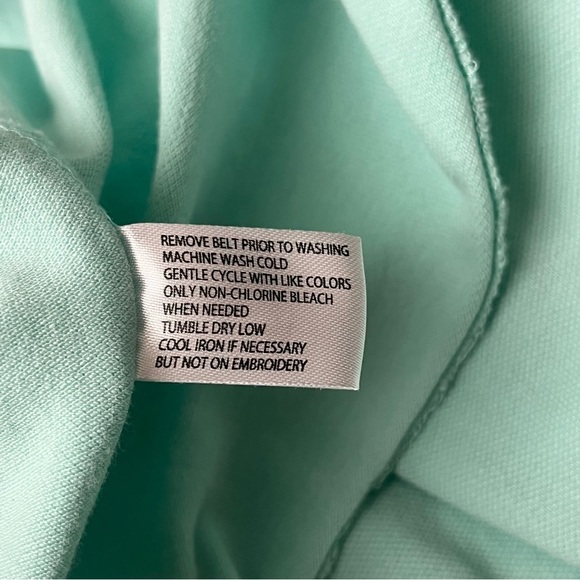 REMOVE BELT PRIOR TO WASHING
MACHINE WASH COLD
GENTLE CYCLE WITH LIKE COLORS
ONLY NON-CHLORINE BLEACH
WHEN NEEDED
TUMBLE DRY LOW
COOL IRON IF NECESSARY
BUT NOT ON EMBROIDERY